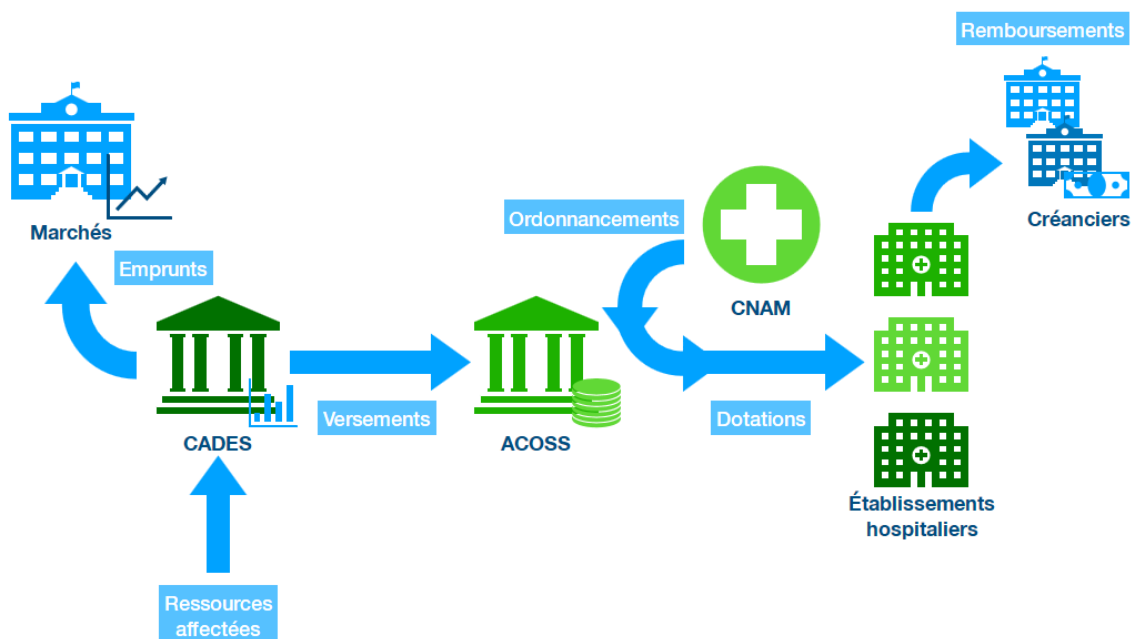 Remboursements
Créanciers
Marchés
Emprunts
Ordonnancements
CNAM
CADES
Versements
ACOSS
Dotations
Établissements
hospitaliers
Ressources
affectées